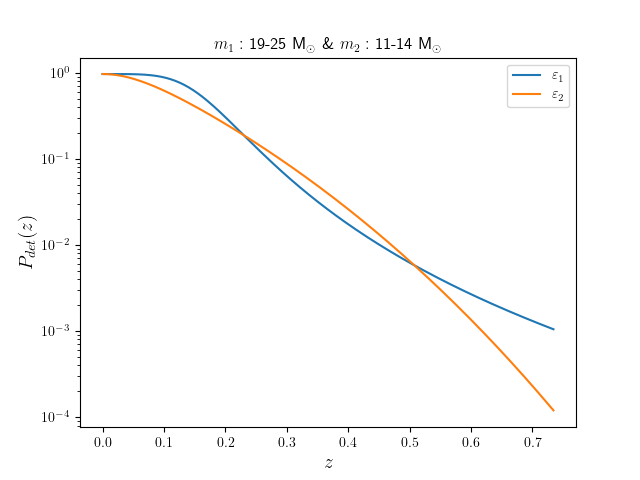 m₁ : 19-25 M⊙ & m₂ : 11-14 M⊙
ε₁
ε₂
10⁰
10⁻¹
10⁻²
10⁻³
10⁻⁴
P_det(z)
0.0 0.1 0.2 0.3 0.4 0.5 0.6 0.7
z